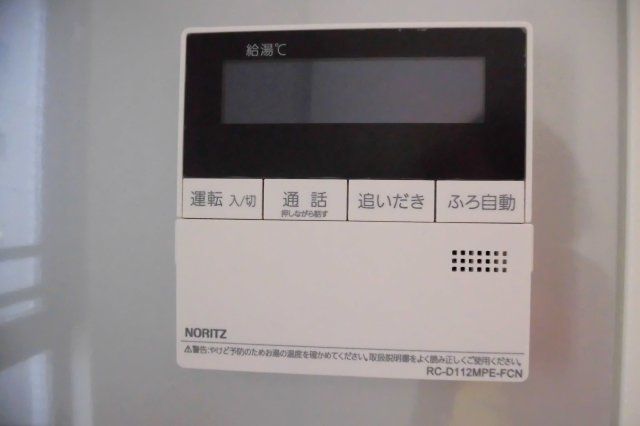 給湯℃
運転 入/切
通話
押しながら話す
追いだき
ふろ自動
NORITZ
⚠警告:やけど予防のためお湯の温度を確かめてください。取扱説明書をよく読み正しくご使用ください。
RC-D112MPE-FCN